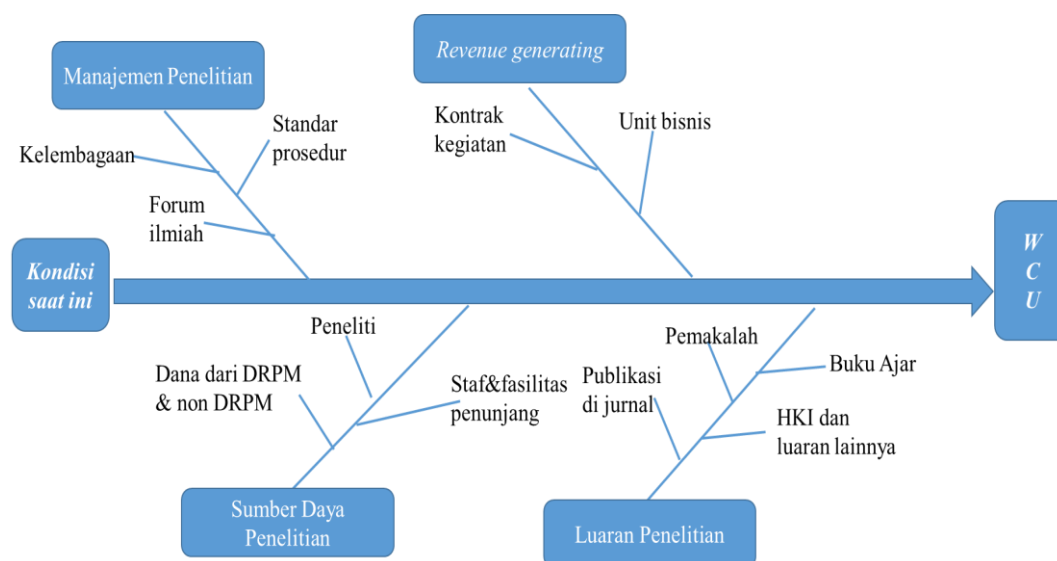 Manajemen Penelitian
Revenue generating
Kelembagaan
Standar
prosedur
Forum
ilmiah
Kontrak
kegiatan
Unit bisnis
Kondisi
saat ini
W
C
U
Peneliti
Dana dari DRPM
& non DRPM
Staf&fasilitas
penunjang
Sumber Daya
Penelitian
Pemakalah
Buku Ajar
Publikasi
di jurnal
HKI dan
luaran lainnya
Luaran Penelitian